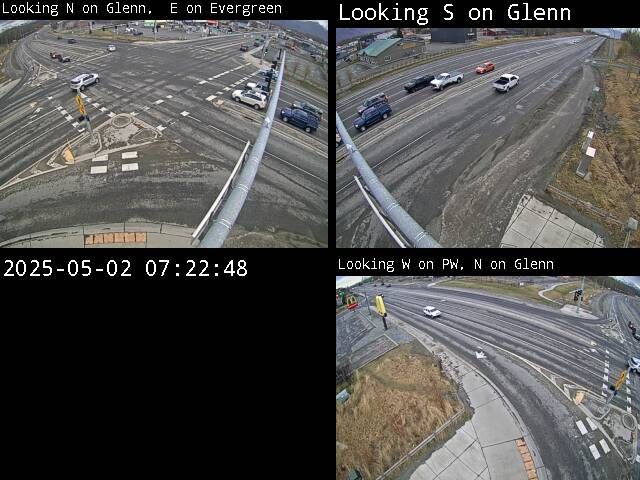 Looking N on Glenn, E on Evergreen
Looking S on Glenn
2025-05-02 07:22:48
Looking W on PW, N on Glenn